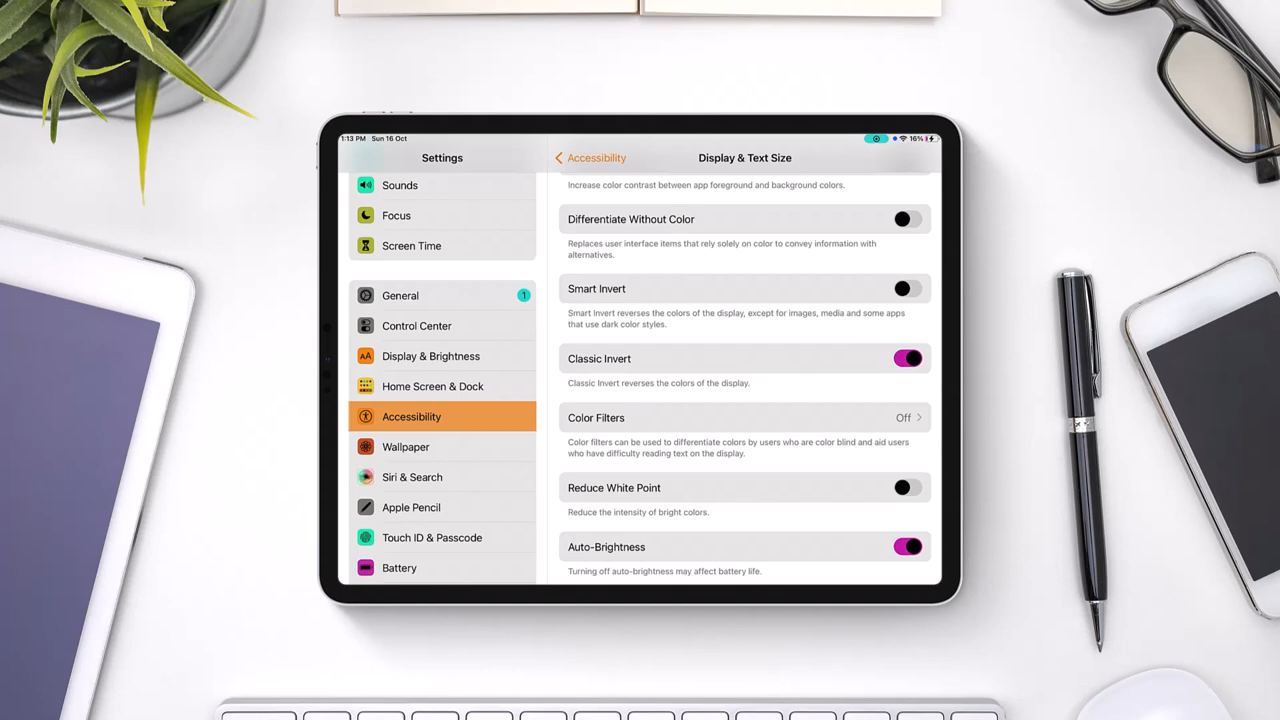 1:13 PM Sun 16 Oct
16%
Settings
Sounds
Focus
Screen Time
General 1
Control Center
AA Display & Brightness
Home Screen & Dock
Accessibility
Wallpaper
Siri & Search
Apple Pencil
Touch ID & Passcode
Battery
Accessibility
Display & Text Size
Increase color contrast between app foreground and background colors.
Differentiate Without Color
Replaces user interface items that rely solely on color to convey information with
alternatives.
Smart Invert
Smart Invert reverses the colors of the display, except for images, media and some apps
that use dark color styles.
Classic Invert
Classic Invert reverses the colors of the display.
Color Filters Off
Color filters can be used to differentiate colors by users who are color blind and aid users
who have difficulty reading text on the display.
Reduce White Point
Reduce the intensity of bright colors.
Auto-Brightness
Turning off auto-brightness may affect battery life.